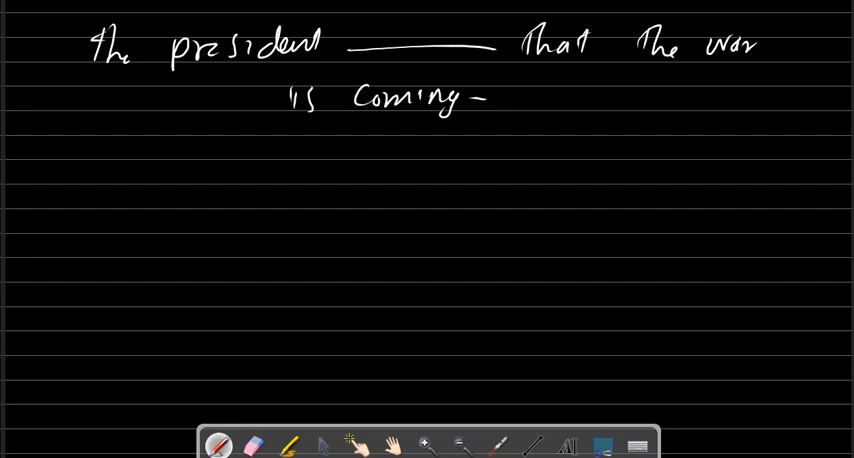 the president ______ that the war
is coming -